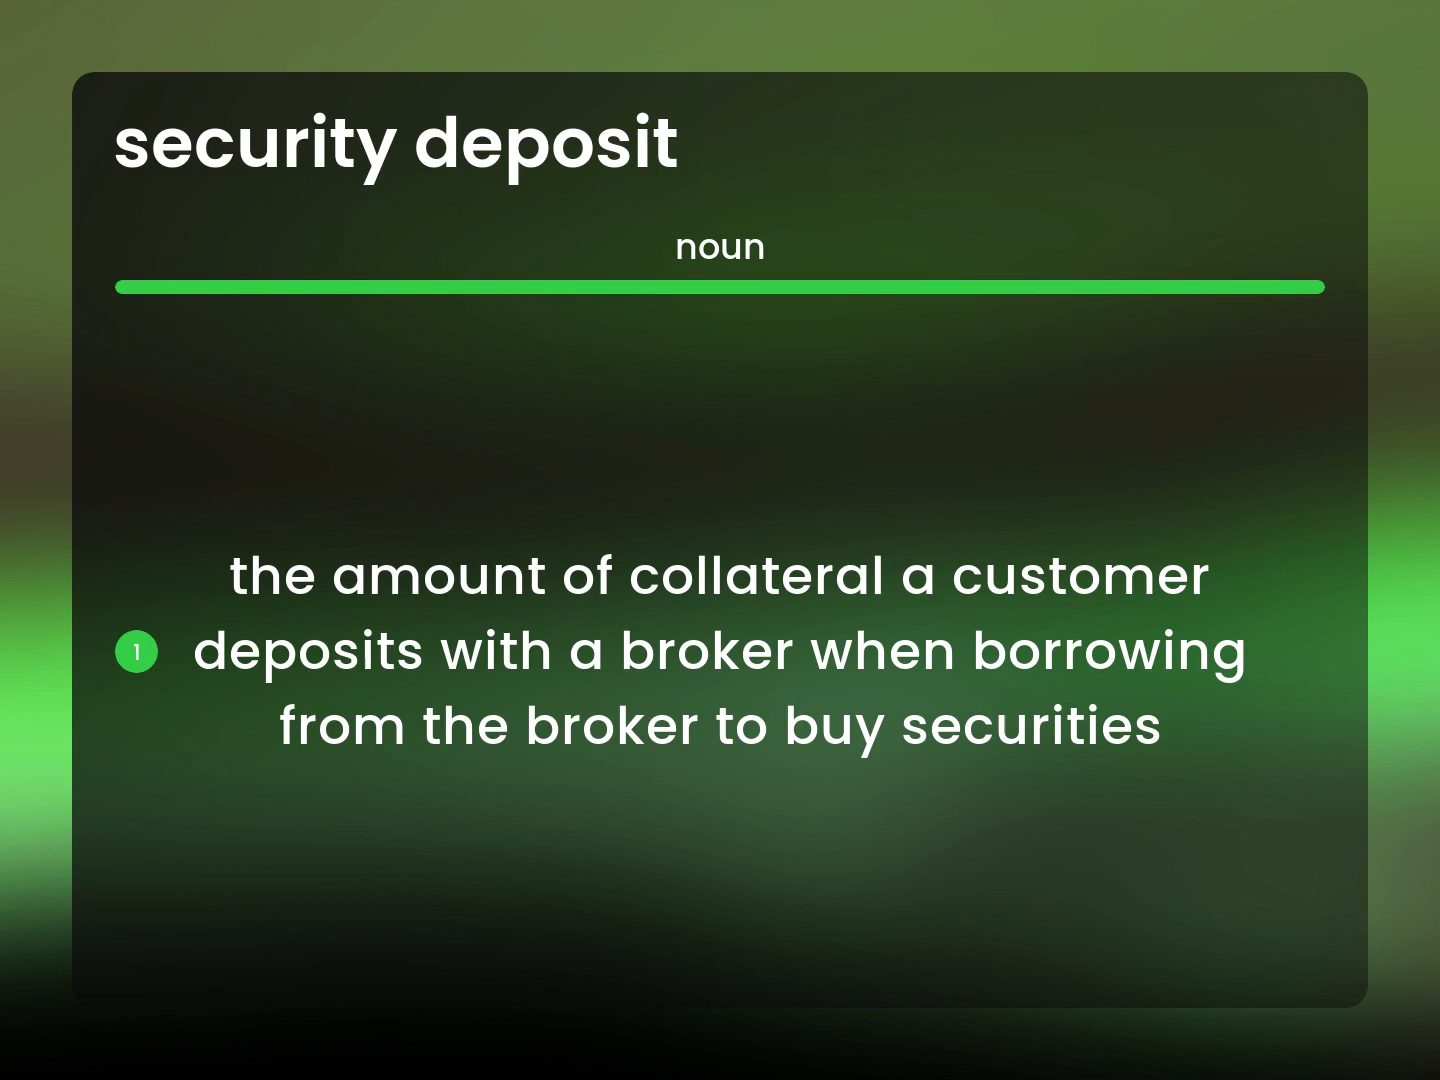 security deposit
noun
the amount of collateral a customer
1 deposits with a broker when borrowing
from the broker to buy securities